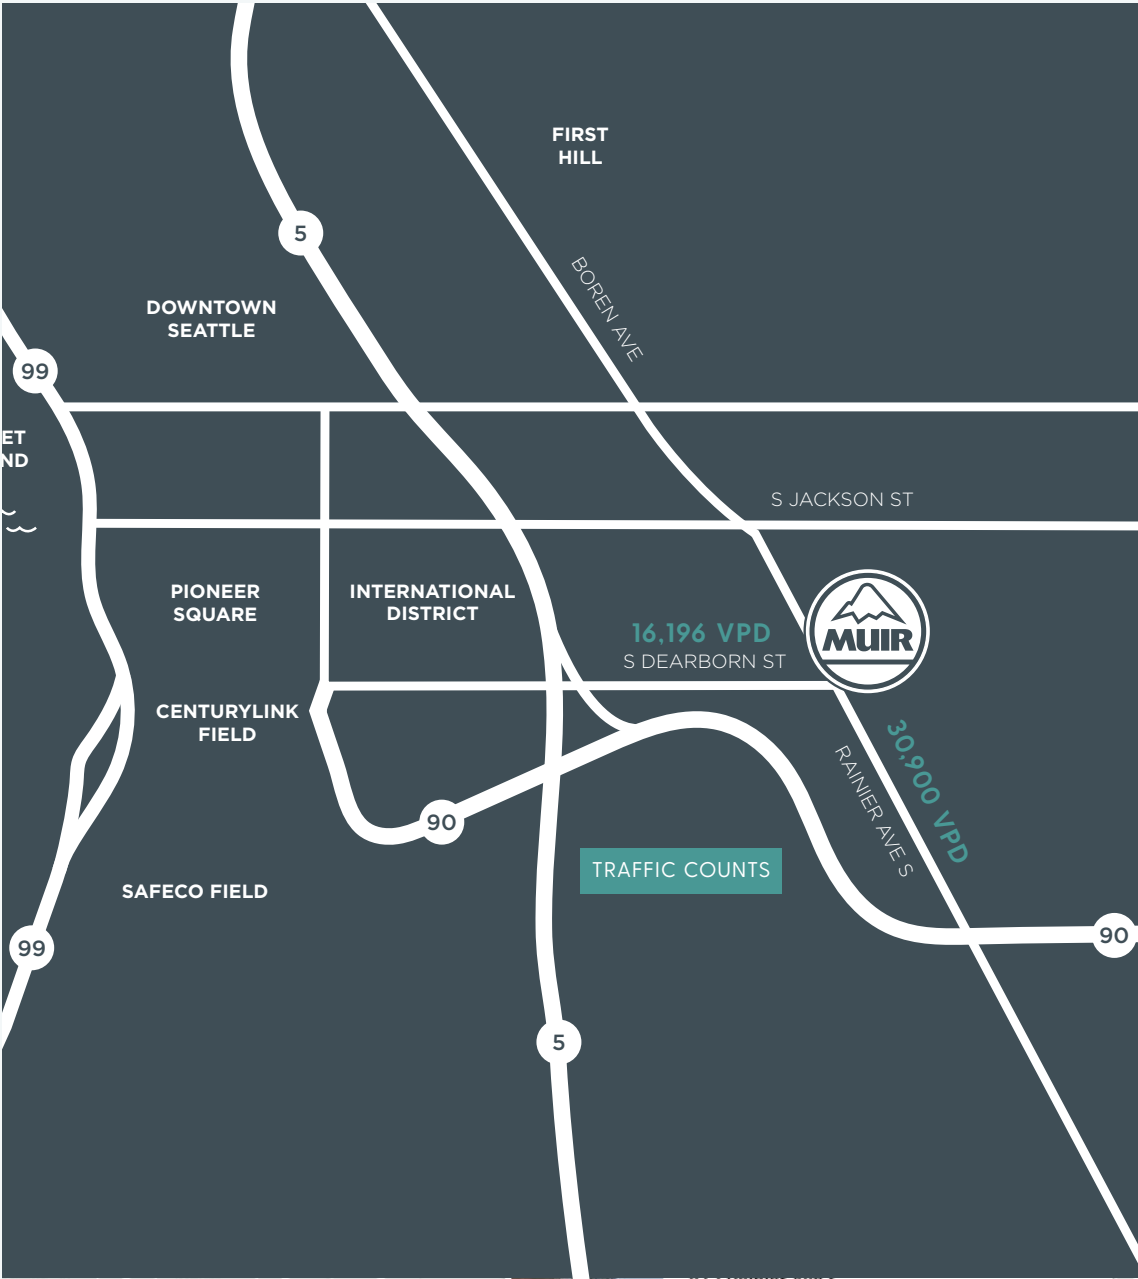 FIRST
HILL
5
BOREN AVE
DOWNTOWN
SEATTLE
99
ET
ND
S JACKSON ST
PIONEER
SQUARE
INTERNATIONAL
DISTRICT
16,196 VPD
S DEARBORN ST
MUIR
CENTURYLINK
FIELD
30,900 VPD
RAINIER AVE S
90
TRAFFIC COUNTS
SAFECO FIELD
99
90
5